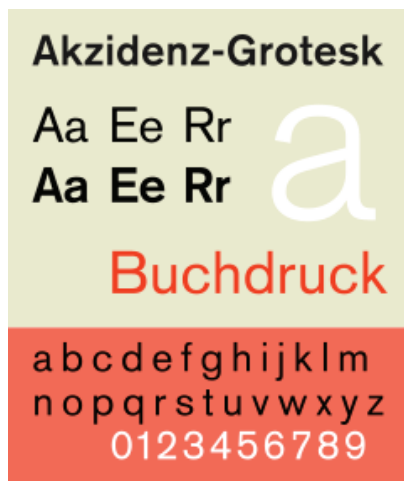 Akzidenz-Grotesk
Aa Ee Rr
Aa Ee Rr
a
Buchdruck
a b c d e f g h i j k l m
n o p q r s t u v w x y z
0123456789